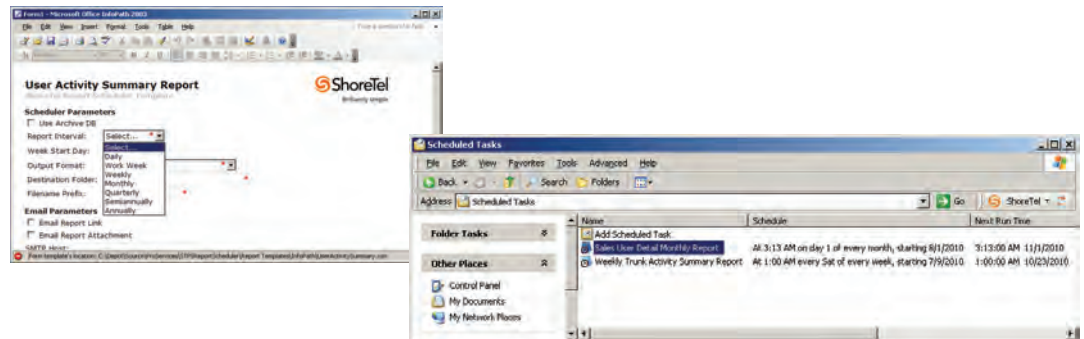 Form1 - Microsoft Office InfoPath 2003
File Edit View Insert Format Tools Table Help
User Activity Summary Report
ShoreTel
Brilliantly simple
Scheduler Parameters
Use Archive DB
Report Interval: Select... *
Select...
Daily
Work Week
Weekly
Monthly
Quarterly
Semiannually
Annually
Week Start Day:
Output Format: *
Destination Folder: *
Filename Prefix: *
Email Parameters
Email Report Link
Email Report Attachment
SMTP Host:
Form template's location:
Scheduled Tasks
File Edit View Favorites Tools Advanced Help
Back Search Folders
Address Scheduled Tasks Go ShoreTel
Folder Tasks
Other Places
Control Panel
My Documents
My Network Places
Name Schedule Next Run Time
Add Scheduled Task
Sales User Detail Monthly Report At 3:13 AM on day 1 of every month, starting 8/1/2010 3:13:00 AM 11/1/2010
Weekly Trunk Activity Summary Report At 1:00 AM every Sat of every week, starting 7/9/2010 1:00:00 AM 10/23/2010